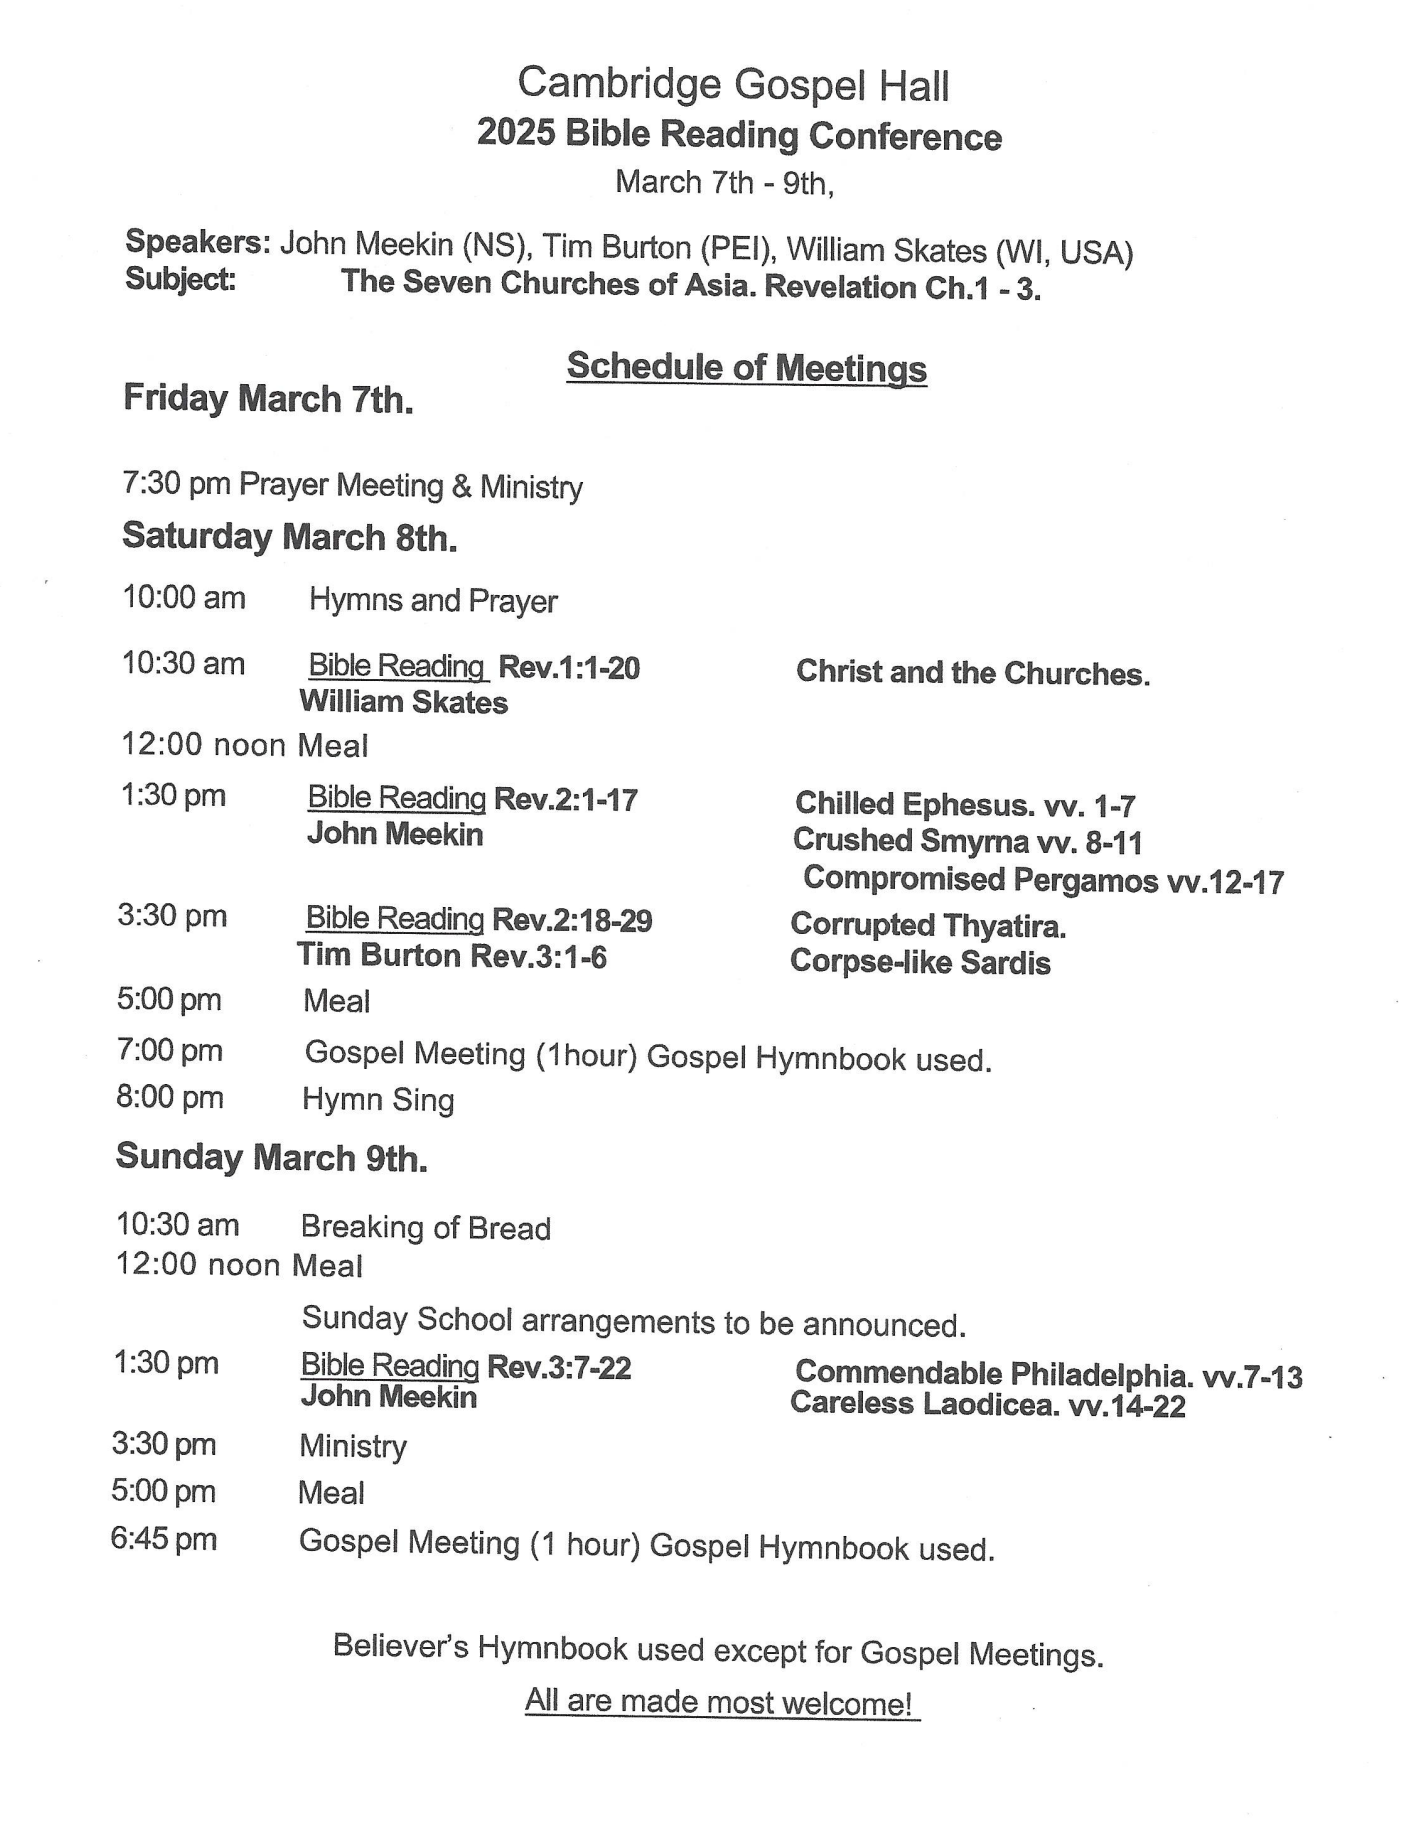 Cambridge Gospel Hall
2025 Bible Reading Conference
March 7th - 9th,
Speakers: John Meekin (NS), Tim Burton (PEI), William Skates (WI, USA)
Subject: The Seven Churches of Asia. Revelation Ch.1 - 3.
Schedule of Meetings
Friday March 7th.
7:30 pm Prayer Meeting & Ministry
Saturday March 8th.
10:00 am Hymns and Prayer
10:30 am Bible Reading Rev.1:1-20 Christ and the Churches.
William Skates
12:00 noon Meal
1:30 pm Bible Reading Rev.2:1-17 Chilled Ephesus. vv. 1-7
John Meekin Crushed Smyrna vv. 8-11
Compromised Pergamos vv.12-17
3:30 pm Bible Reading Rev.2:18-29 Corrupted Thyatira.
Tim Burton Rev.3:1-6 Corpse-like Sardis
5:00 pm Meal
7:00 pm Gospel Meeting (1hour) Gospel Hymnbook used.
8:00 pm Hymn Sing
Sunday March 9th.
10:30 am Breaking of Bread
12:00 noon Meal
Sunday School arrangements to be announced.
1:30 pm Bible Reading Rev.3:7-22 Commendable Philadelphia. vv.7-13
John Meekin Careless Laodicea. vv.14-22
3:30 pm Ministry
5:00 pm Meal
6:45 pm Gospel Meeting (1 hour) Gospel Hymnbook used.
Believer's Hymnbook used except for Gospel Meetings.
All are made most welcome!